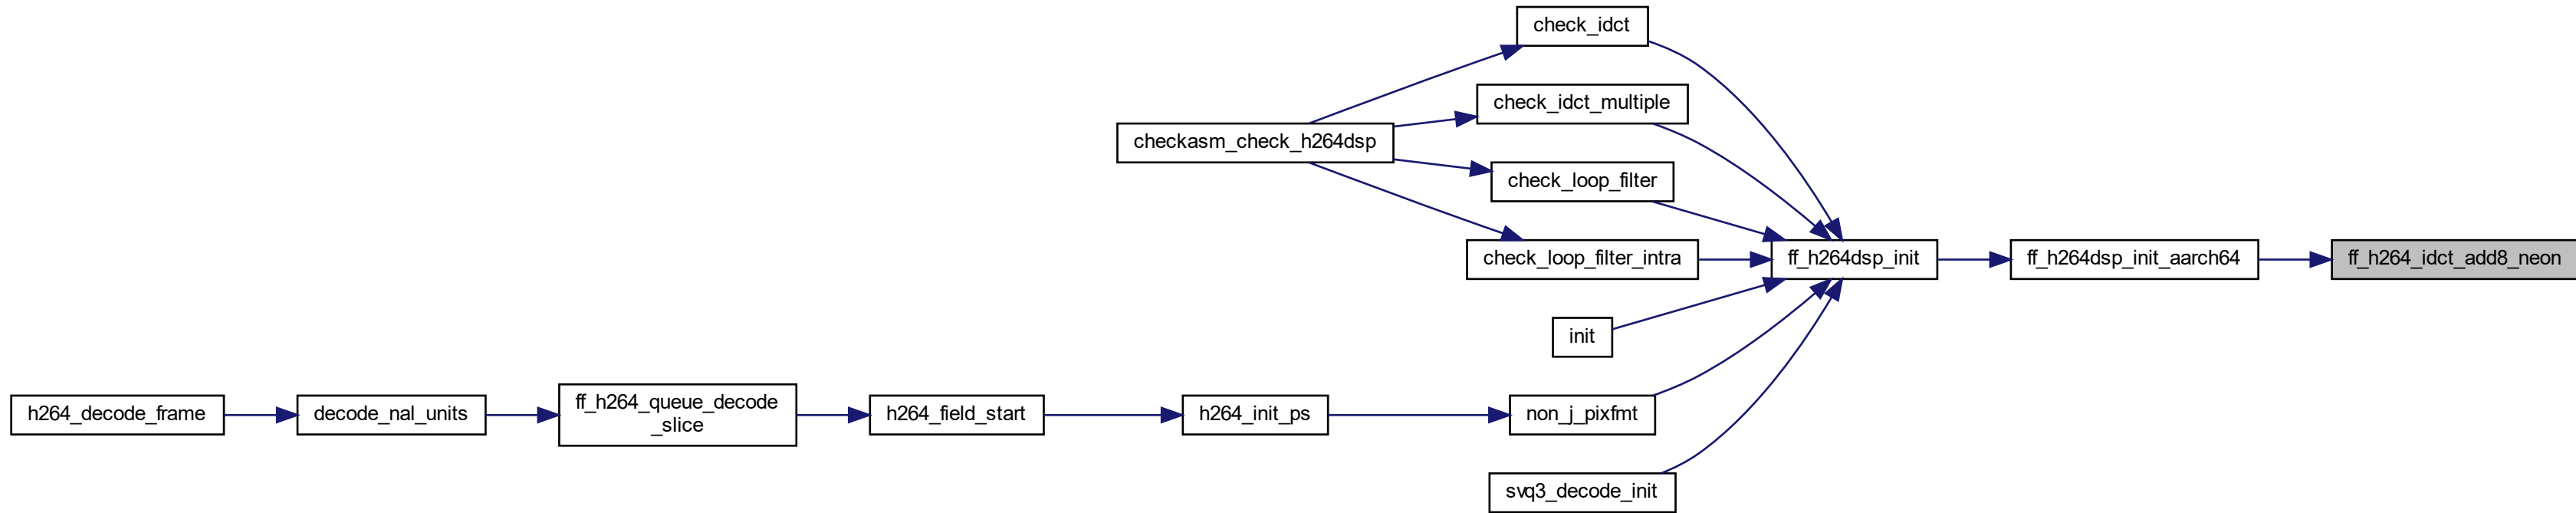 check_idct
check_idct_multiple
checkasm_check_h264dsp
check_loop_filter
check_loop_filter_intra
ff_h264dsp_init
ff_h264dsp_init_aarch64
ff_h264_idct_add8_neon
init
h264_decode_frame
decode_nal_units
ff_h264_queue_decode
_slice
h264_field_start
h264_init_ps
non_j_pixfmt
svq3_decode_init